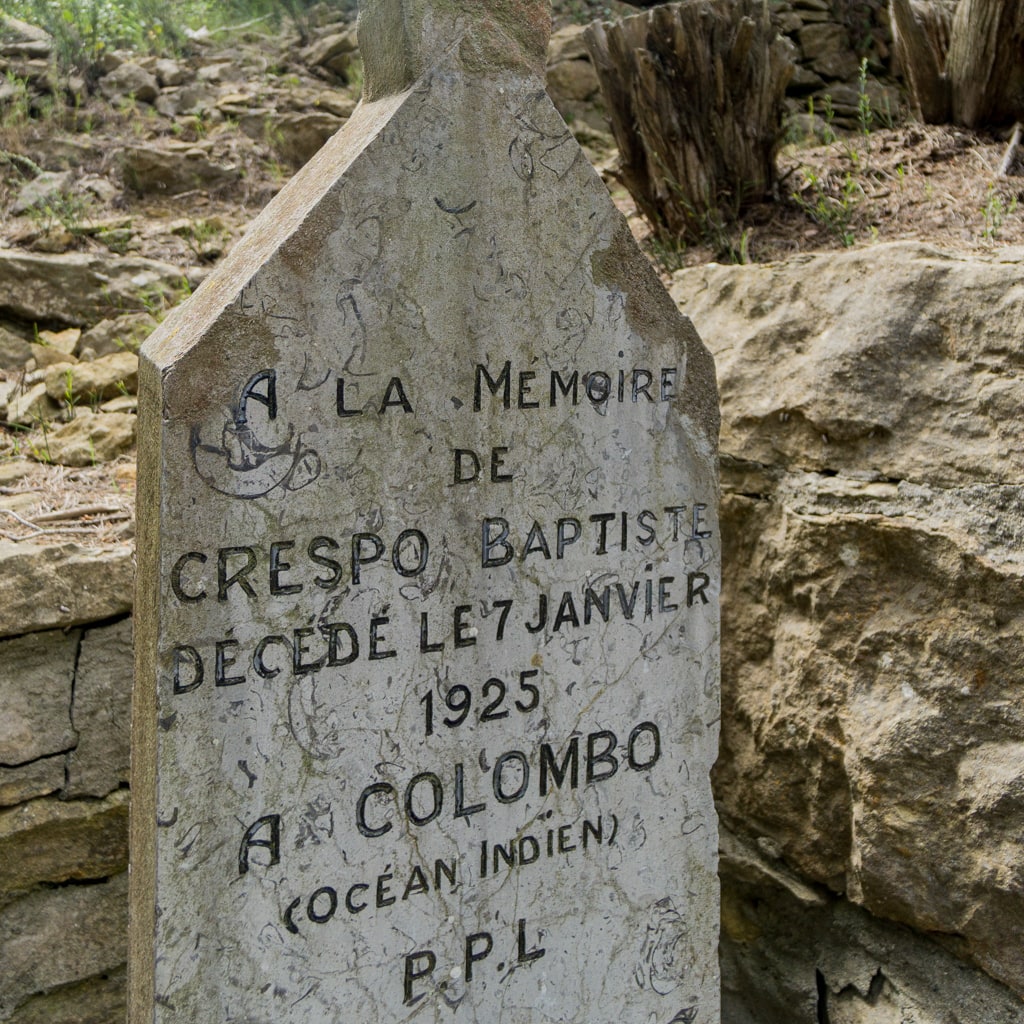 A LA MÉMOIRE
DE
CRESPO BAPTISTE
DÉCÉDÉ LE 7 JANVIER
1925
A COLOMBO
(OCÉAN INDIEN)
P.P.L